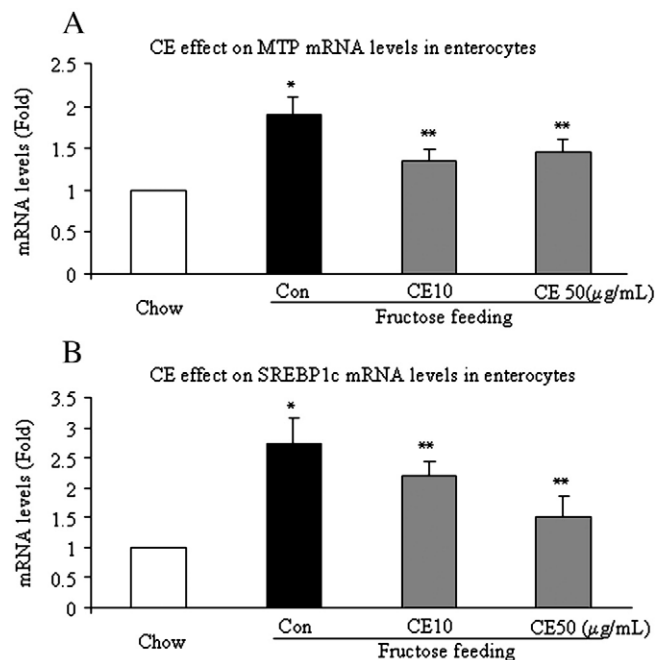 A
CE effect on MTP mRNA levels in enterocytes
mRNA levels (Fold)
2.5
2
1.5
1
0.5
0
*
**
**
Con
CE10
CE 50(μg/mL)
Chow
Fructose feeding
B
CE effect on SREBP1c mRNA levels in enterocytes
mRNA levels (Fold)
3.5
3
2.5
2
1.5
1
0.5
0
*
**
**
Con
CE10
CE50 (μg/mL)
Chow
Fructose feeding